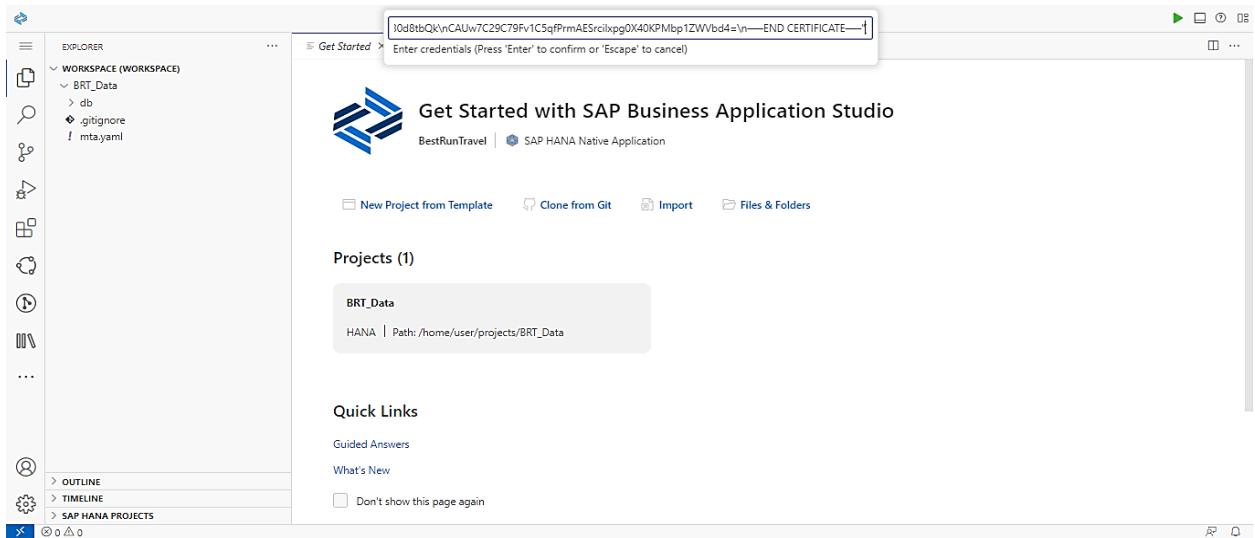 30d8tbQk\nCAUw7C29C79Fv1C5qfPrmAESrciIxpg0X40KPMbp1ZWVbd4=\n-----END CERTIFICATE-----"
Enter credentials (Press 'Enter' to confirm or 'Escape' to cancel)
EXPLORER
WORKSPACE (WORKSPACE)
BRT_Data
db
.gitignore
mta.yaml
OUTLINE
TIMELINE
SAP HANA PROJECTS
0 0
Get Started
Get Started with SAP Business Application Studio
BestRunTravel SAP HANA Native Application
New Project from Template Clone from Git Import Files & Folders
Projects (1)
BRT_Data
HANA Path: /home/user/projects/BRT_Data
Quick Links
Guided Answers
What's New
Don't show this page again